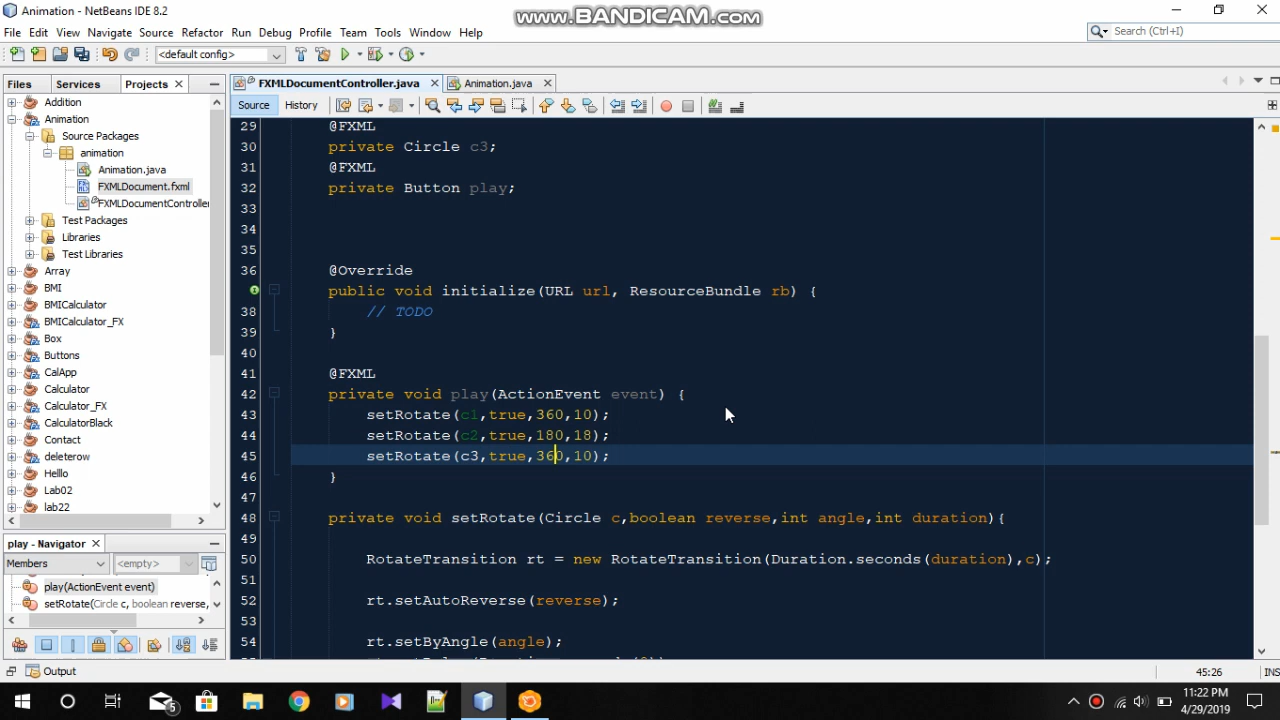 Animation - NetBeans IDE 8.2
www.BANDICAM.com
File Edit View Navigate Source Refactor Run Debug Profile Team Tools Window Help
Search (Ctrl+I)
<default config>
Files Services Projects
FXMLDocumentController.java Animation.java
Source History
Addition
Animation
Source Packages
animation
Animation.java
FXMLDocument.fxml
FXMLDocumentController
Test Packages
Libraries
Test Libraries
Array
BMI
BMICalculator
BMICalculator_FX
Box
Buttons
CalApp
Calculator
Calculator_FX
CalculatorBlack
Contact
deleterow
Helllo
Lab02
lab22
play - Navigator
Members <empty>
play(ActionEvent event)
setRotate(Circle c, boolean reverse,
29 @FXML
30 private Circle c3;
31 @FXML
32 private Button play;
33
34
35
36 @Override
public void initialize(URL url, ResourceBundle rb) {
38 // TODO
39 }
40
41 @FXML
42 private void play(ActionEvent event) {
43 setRotate(c1,true,360,10);
44 setRotate(c2,true,180,18);
45 setRotate(c3,true,360,10);
46 }
47
48 private void setRotate(Circle c,boolean reverse,int angle,int duration){
49
50 RotateTransition rt = new RotateTransition(Duration.seconds(duration),c);
51
52 rt.setAutoReverse(reverse);
53
54 rt.setByAngle(angle);
Output
45:26 INS
5
11:22 PM
4/29/2019